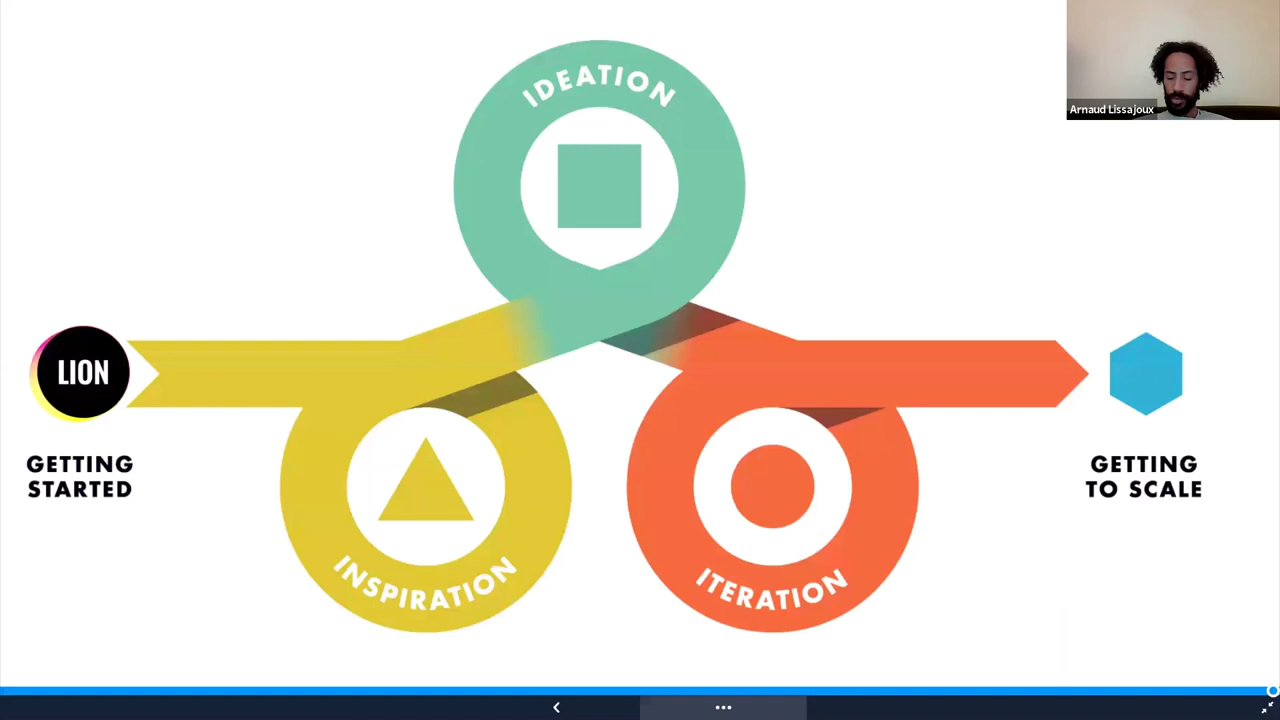 IDEATION
Arnaud Lissajoux
LION
GETTING
STARTED
GETTING
TO SCALE
INSPIRATION
ITERATION